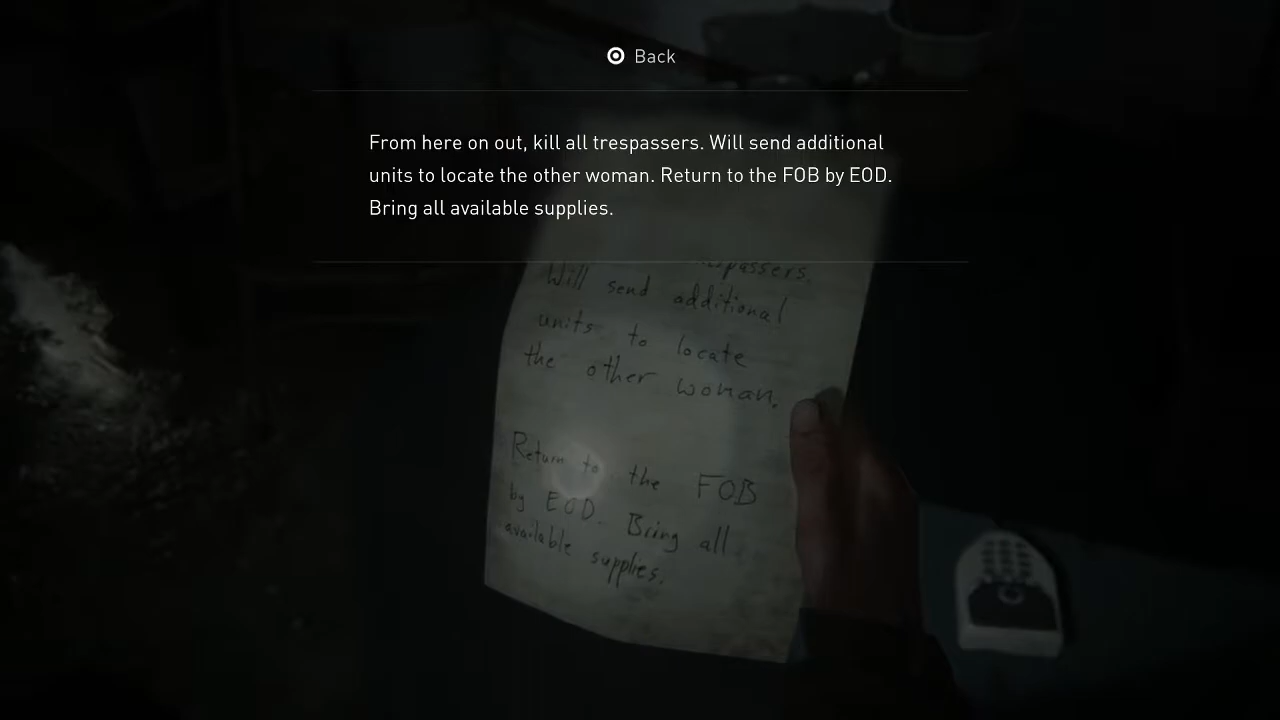 Back
From here on out, kill all trespassers. Will send additional
units to locate the other woman. Return to the FOB by EOD.
Bring all available supplies.
trespassers.
Will send additional
units to locate
the other woman.
Return to the FOB
by EOD. Bring all
available supplies.